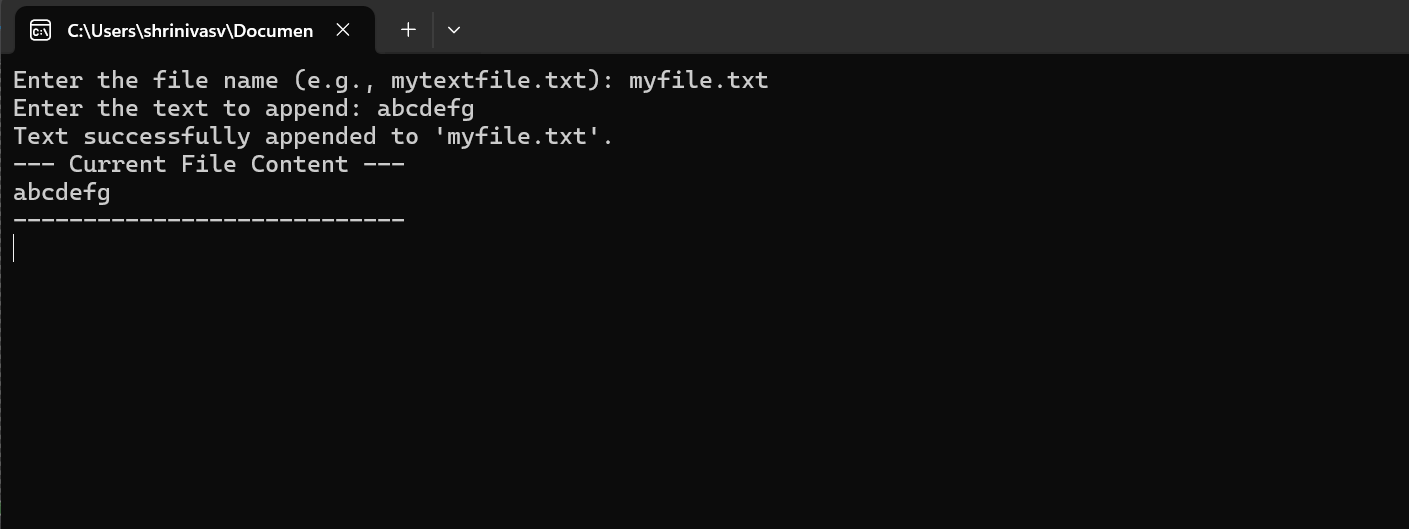 C:\Users\shrinivasv\Documen
Enter the file name (e.g., mytextfile.txt): myfile.txt
Enter the text to append: abcdefg
Text successfully appended to 'myfile.txt'.
--- Current File Content ---
abcdefg
----------------------------